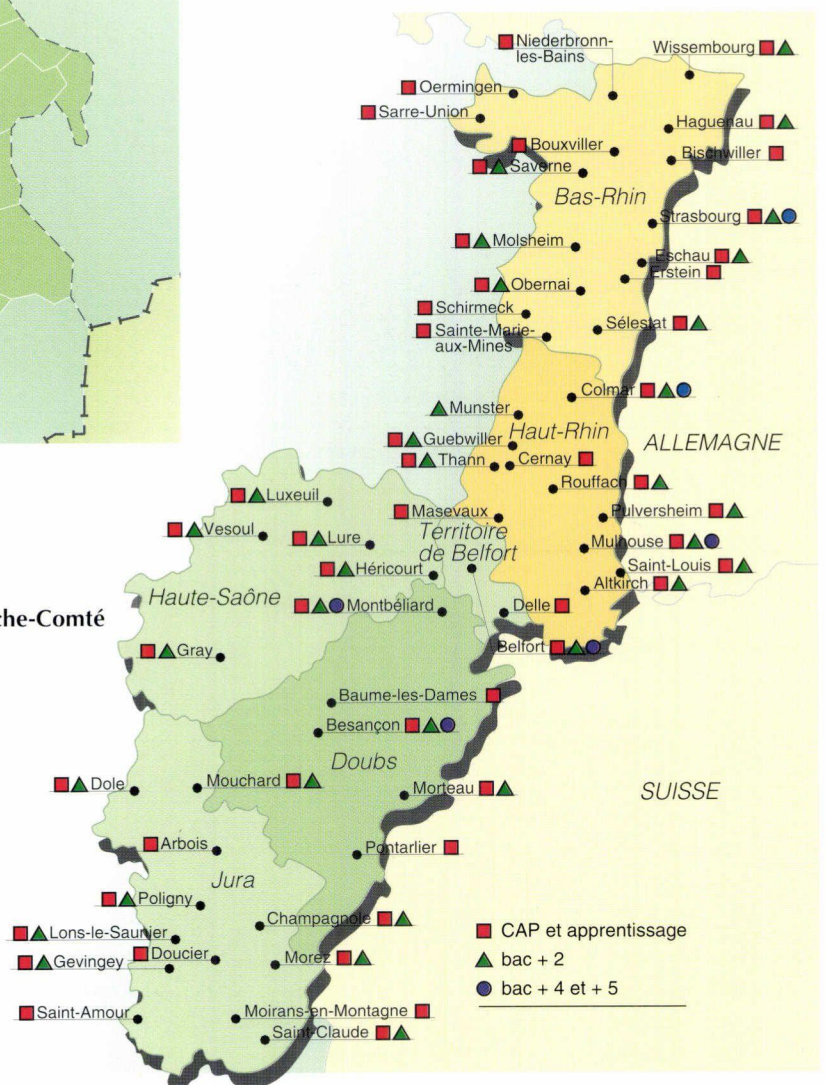 Niederbronn-
les-Bains
Wissembourg
Oermingen
Sarre-Union
Haguenau
Bouxviller
Bischwiller
Saverne
Bas-Rhin
Strasbourg
Molsheim
Eschau
Erstein
Obernai
Schirmeck
Sélestat
Sainte-Marie-
aux-Mines
Colmar
Munster
Haut-Rhin
ALLEMAGNE
Guebwiller
Thann
Cernay
Rouffach
Luxeuil
Masevaux
Pulversheim
Vesoul
Lure
Territoire
de Belfort
Mulhouse
Héricourt
Saint-Louis
Altkirch
Haute-Saône
Montbéliard
Delle
che-Comté
Gray
Belfort
Baume-les-Dames
Besançon
Doubs
Dole
Mouchard
Morteau
SUISSE
Arbois
Pontarlier
Jura
Poligny
Champagnole
Lons-le-Saunier
Doucier
Gevingey
Morez
Saint-Amour
Moirans-en-Montagne
Saint-Claude
CAP et apprentissage
bac + 2
bac + 4 et + 5